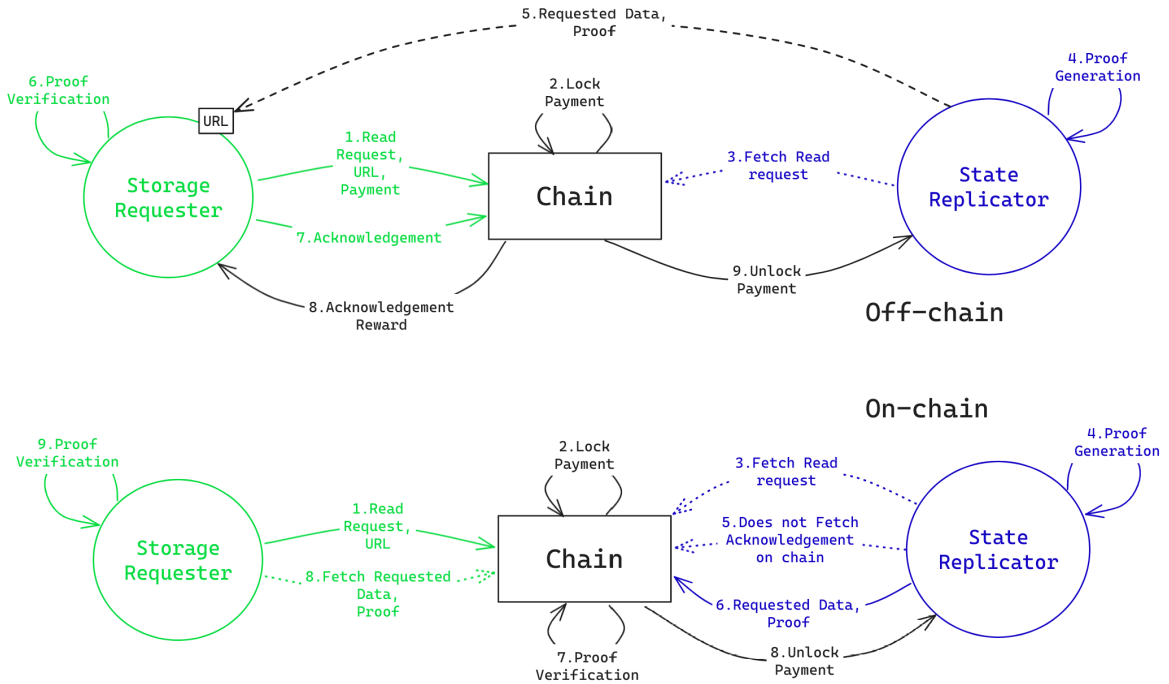 5.Requested Data,
Proof
6.Proof
Verification
URL
2.Lock
Payment
4.Proof
Generation
1.Read
Request,
URL,
Payment
3.Fetch Read
request
Storage
Requester
Chain
State
Replicator
7.Acknowledgement
9.Unlock
Payment
8.Acknowledgement
Reward
Off-chain
On-chain
9.Proof
Verification
2.Lock
Payment
3.Fetch Read
request
4.Proof
Generation
1.Read
Request,
URL
5.Does not Fetch
Acknowledgement
on chain
Storage
Requester
Chain
State
Replicator
8.Fetch Requested
Data,
Proof
6.Requested Data,
Proof
7.Proof
Verification
8.Unlock
Payment